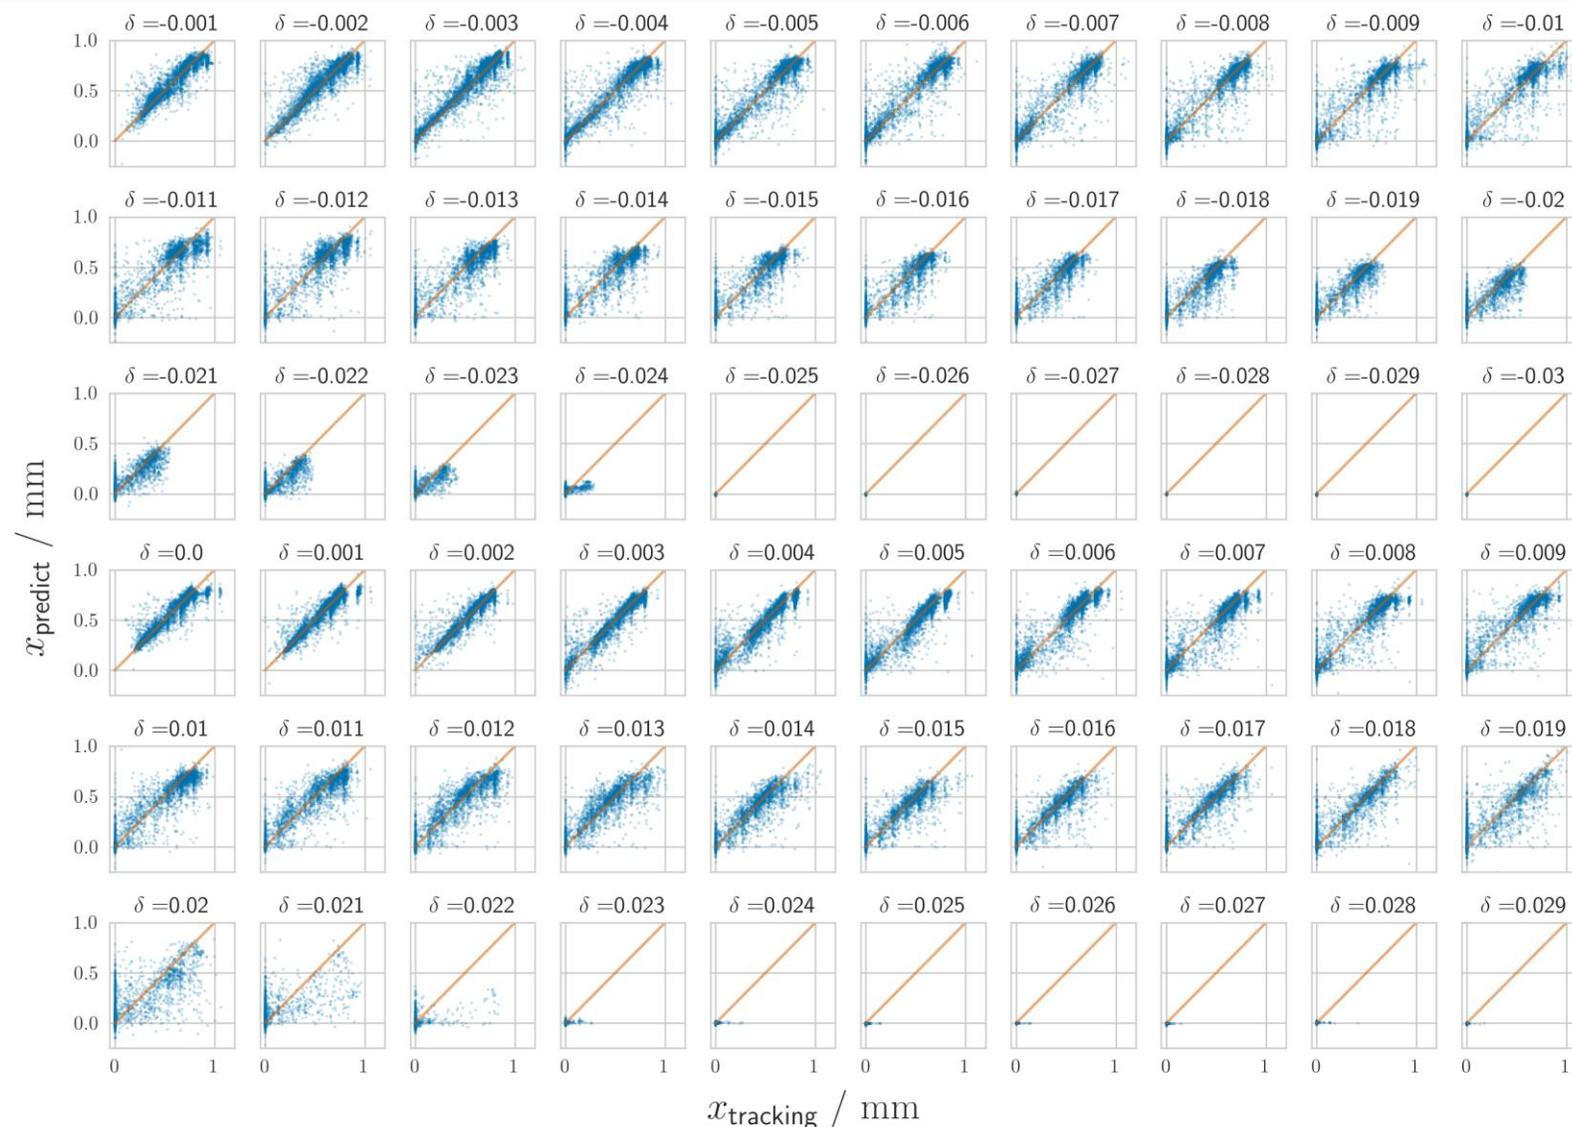 δ =-0.001 δ =-0.002 δ =-0.003 δ =-0.004 δ =-0.005 δ =-0.006 δ =-0.007 δ =-0.008 δ =-0.009 δ =-0.01
1.0
0.5
0.0
δ =-0.011 δ =-0.012 δ =-0.013 δ =-0.014 δ =-0.015 δ =-0.016 δ =-0.017 δ =-0.018 δ =-0.019 δ =-0.02
1.0
0.5
0.0
δ =-0.021 δ =-0.022 δ =-0.023 δ =-0.024 δ =-0.025 δ =-0.026 δ =-0.027 δ =-0.028 δ =-0.029 δ =-0.03
1.0
0.5
0.0
x_predict / mm
δ =0.0 δ =0.001 δ =0.002 δ =0.003 δ =0.004 δ =0.005 δ =0.006 δ =0.007 δ =0.008 δ =0.009
1.0
0.5
0.0
δ =0.01 δ =0.011 δ =0.012 δ =0.013 δ =0.014 δ =0.015 δ =0.016 δ =0.017 δ =0.018 δ =0.019
1.0
0.5
0.0
δ =0.02 δ =0.021 δ =0.022 δ =0.023 δ =0.024 δ =0.025 δ =0.026 δ =0.027 δ =0.028 δ =0.029
1.0
0.5
0.0
0 1 0 1 0 1 0 1 0 1 0 1 0 1 0 1 0 1 0 1
x_tracking / mm